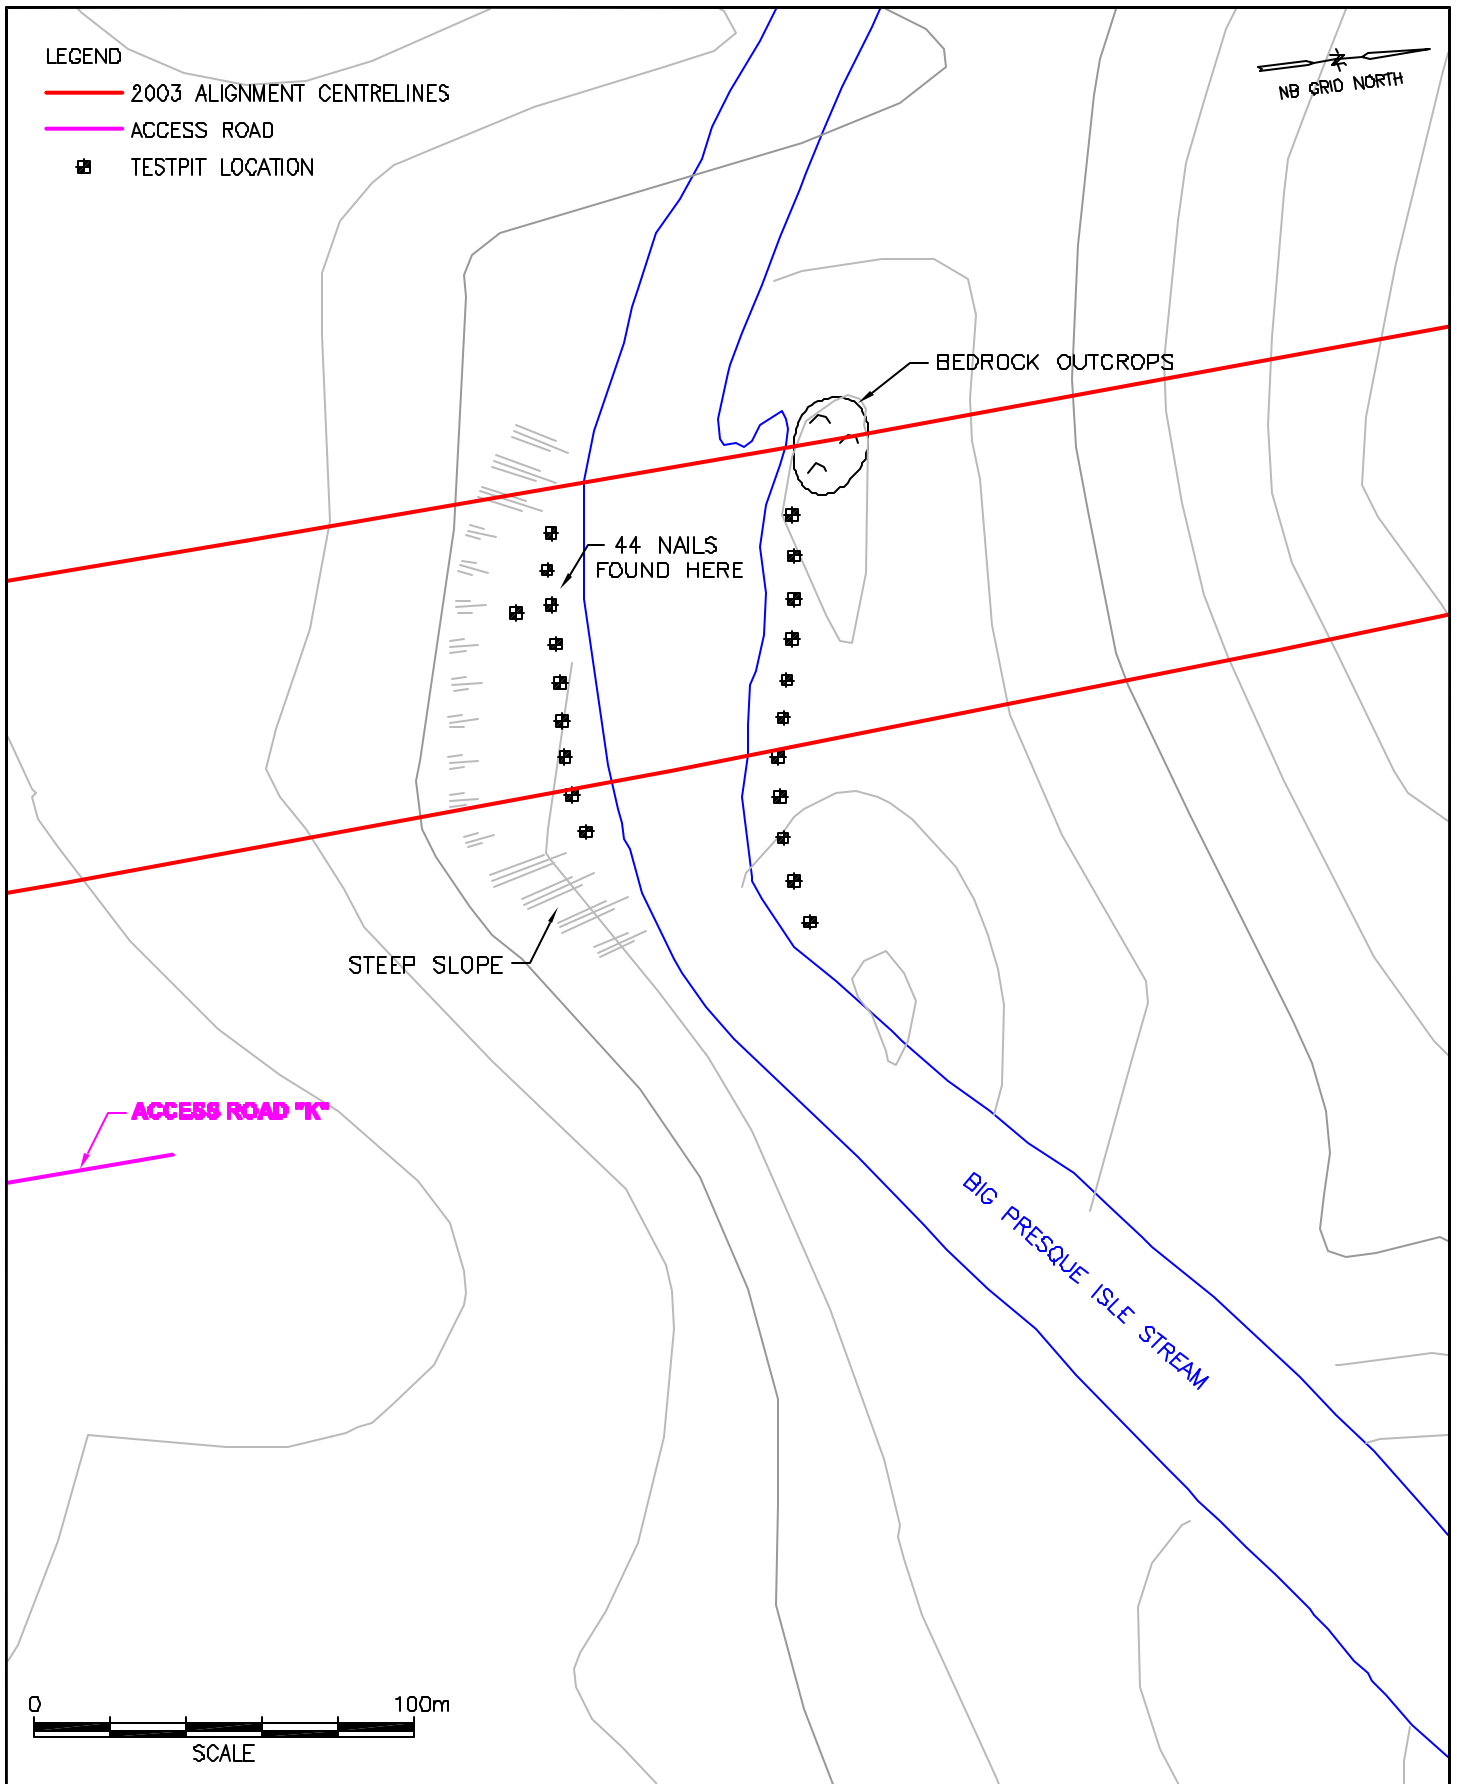 LEGEND
2003 ALIGNMENT CENTRELINES
ACCESS ROAD
TESTPIT LOCATION
NB GRID NORTH
BEDROCK OUTCROPS
44 NAILS
FOUND HERE
STEEP SLOPE
ACCESS ROAD "K"
BIG PRESQUE ISLE STREAM
0 100m
SCALE